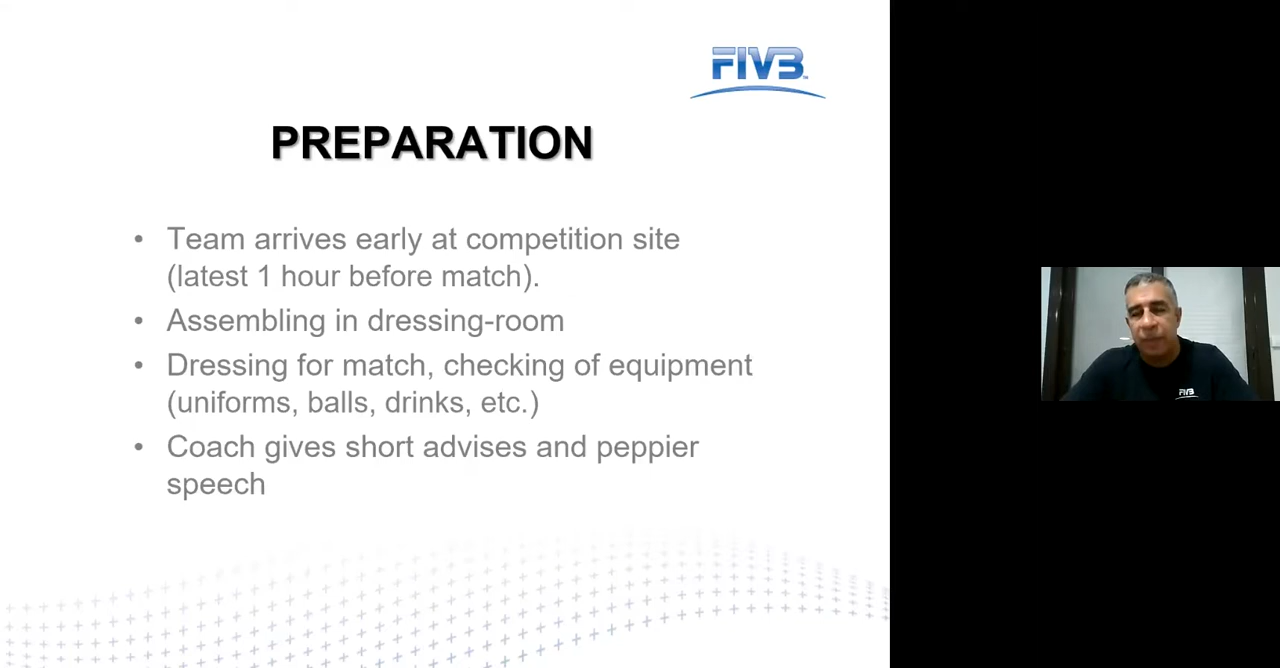 FIVB
PREPARATION
• Team arrives early at competition site
(latest 1 hour before match).
• Assembling in dressing-room
• Dressing for match, checking of equipment
(uniforms, balls, drinks, etc.)
• Coach gives short advises and peppier
speech
FIVB